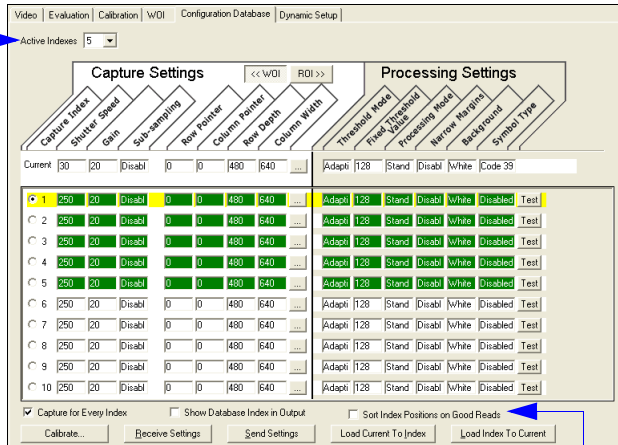 Video Evaluation Calibration WOI Configuration Database Dynamic Setup
Active Indexes 5
Capture Settings << WOI ROI >> Processing Settings
Capture Index Shutter Speed Gain Sub-sampling Row Pointer Column Pointer Row Depth Column Width Threshold Mode Fixed Threshold Value Processing Mode Narrow Margins Background Symbol Type
Current 30 20 Disabl 0 0 480 640 ... Adapti 128 Stand Disabl White Code 39
1 250 20 Disabl 0 0 480 640 ... Adapti 128 Stand Disabl White Disabled Test
2 250 20 Disabl 0 0 480 640 ... Adapti 128 Stand Disabl White Disabled Test
3 250 20 Disabl 0 0 480 640 ... Adapti 128 Stand Disabl White Disabled Test
4 250 20 Disabl 0 0 480 640 ... Adapti 128 Stand Disabl White Disabled Test
5 250 20 Disabl 0 0 480 640 ... Adapti 128 Stand Disabl White Disabled Test
6 250 20 Disabl 0 0 480 640 ... Adapti 128 Stand Disabl White Disabled Test
7 250 20 Disabl 0 0 480 640 ... Adapti 128 Stand Disabl White Disabled Test
8 250 20 Disabl 0 0 480 640 ... Adapti 128 Stand Disabl White Disabled Test
9 250 20 Disabl 0 0 480 640 ... Adapti 128 Stand Disabl White Disabled Test
10 250 20 Disabl 0 0 480 640 ... Adapti 128 Stand Disabl White Disabled Test
Capture for Every Index Show Database Index in Output Sort Index Positions on Good Reads
Calibrate... Receive Settings Send Settings Load Current To Index Load Index To Current